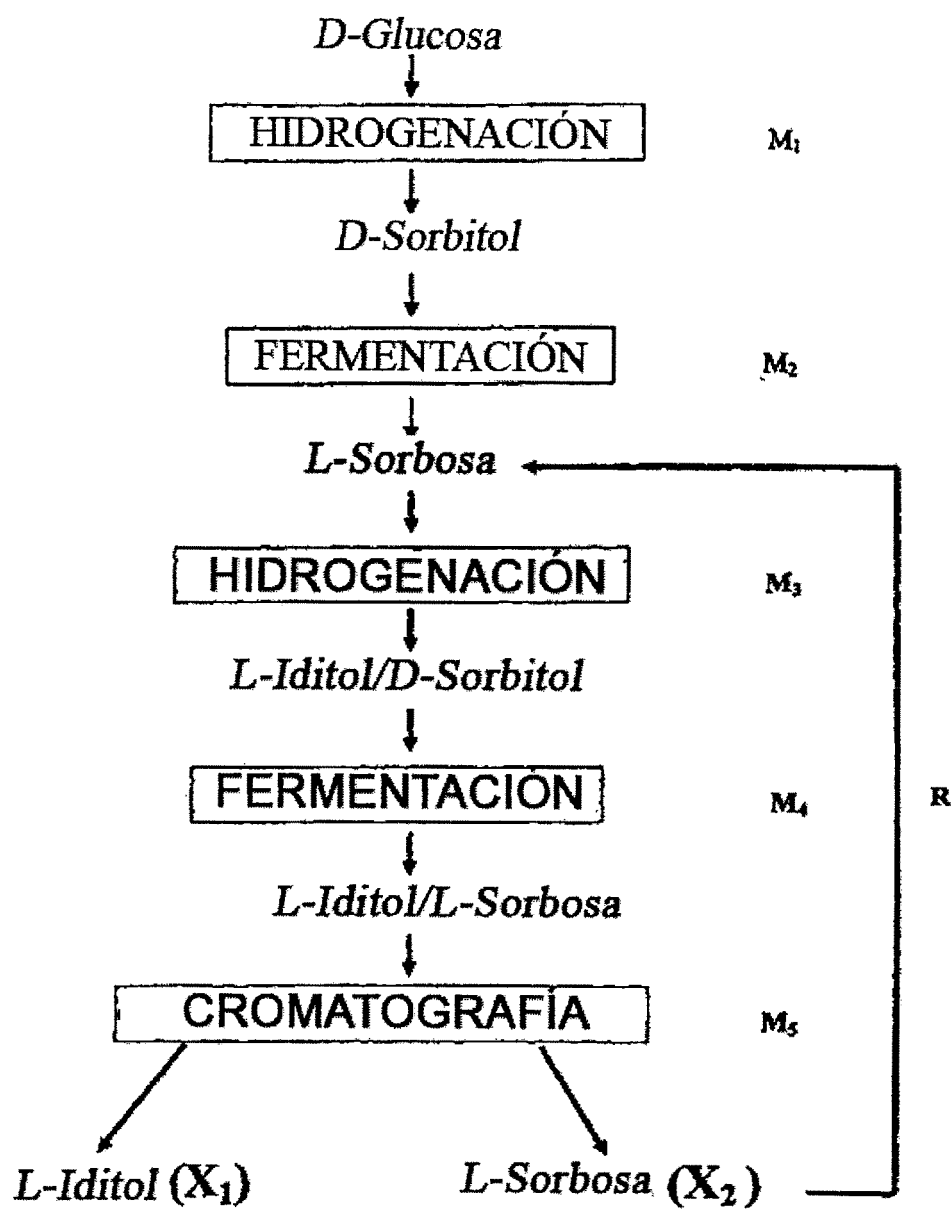 D-Glucosa
HIDROGENACIÓN M₁
D-Sorbitol
FERMENTACIÓN M₂
L-Sorbosa
HIDROGENACIÓN M₃
L-Iditol/D-Sorbitol
FERMENTACIÓN M₄
R
L-Iditol/L-Sorbosa
CROMATOGRAFÍA M₅
L-Iditol (X₁) L-Sorbosa (X₂)